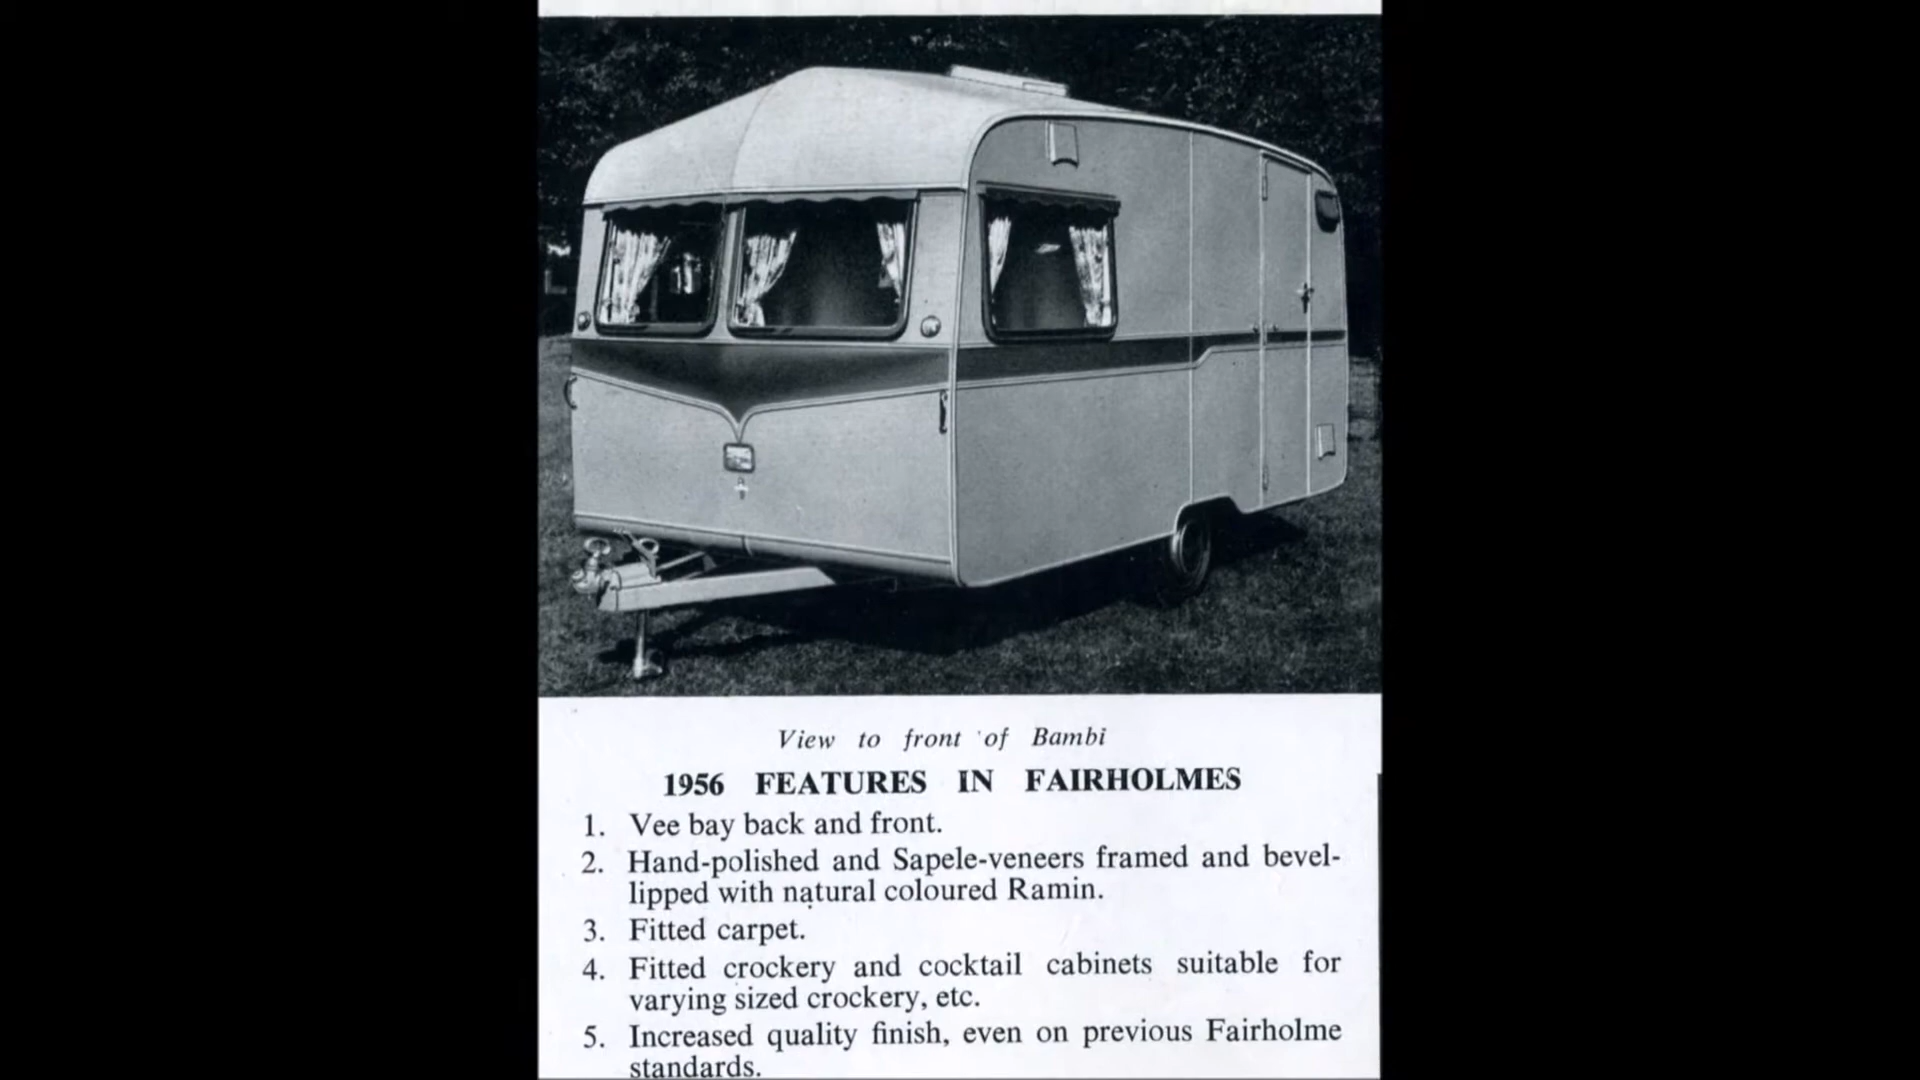 View to front of Bambi
1956 FEATURES IN FAIRHOLMES
1. Vee bay back and front.
2. Hand-polished and Sapele-veneers framed and bevel-
lipped with natural coloured Ramin.
3. Fitted carpet.
4. Fitted crockery and cocktail cabinets suitable for
varying sized crockery, etc.
5. Increased quality finish, even on previous Fairholme
standards.